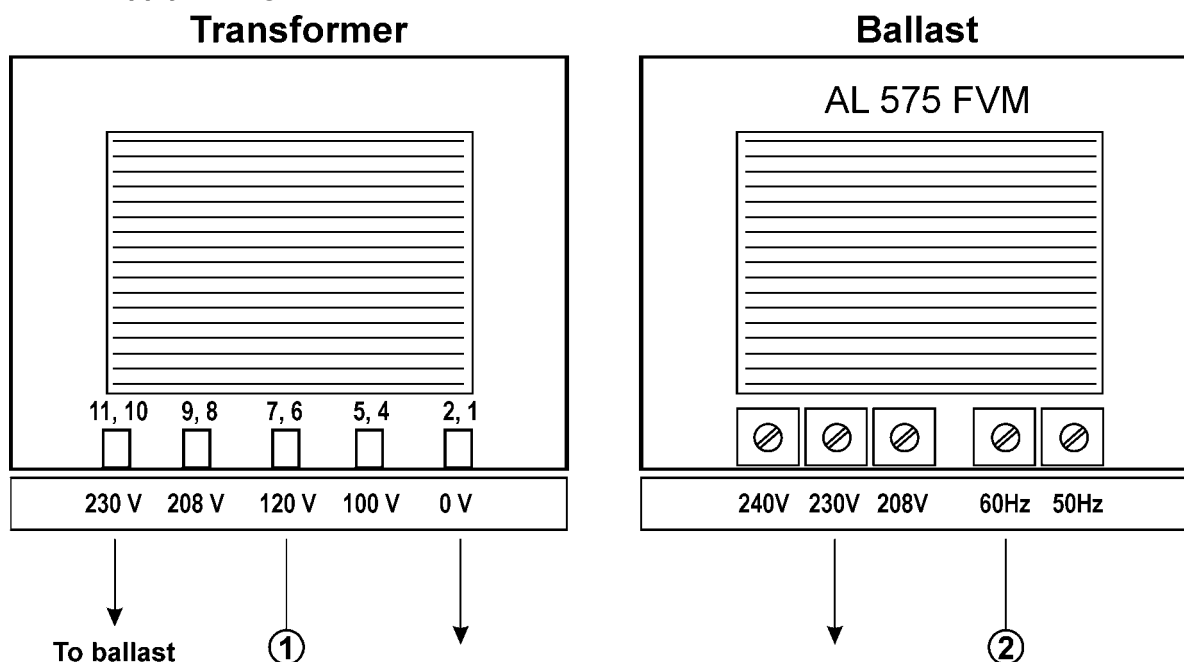 Transformer
Ballast
AL 575 FVM
11, 10 9, 8 7, 6 5, 4 2, 1
230 V 208 V 120 V 100 V 0 V
240V 230V 208V 60Hz 50Hz
To ballast
1
2